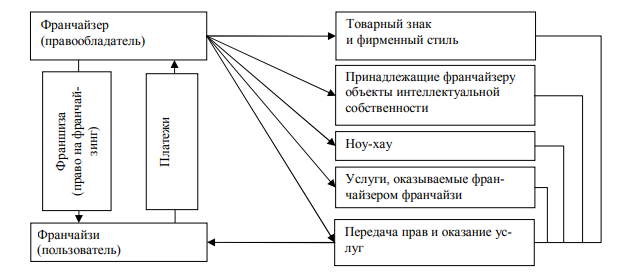 Франчайзер
(правообладатель)
Товарный знак
и фирменный стиль
Принадлежащие франчайзеру
объекты интеллектуальной
собственности
Франшиза
(право на франчай-
зинг)
Платежи
Ноу-хау
Услуги, оказываемые фран-
чайзером франчайзи
Франчайзи
(пользователь)
Передача прав и оказание ус-
луг